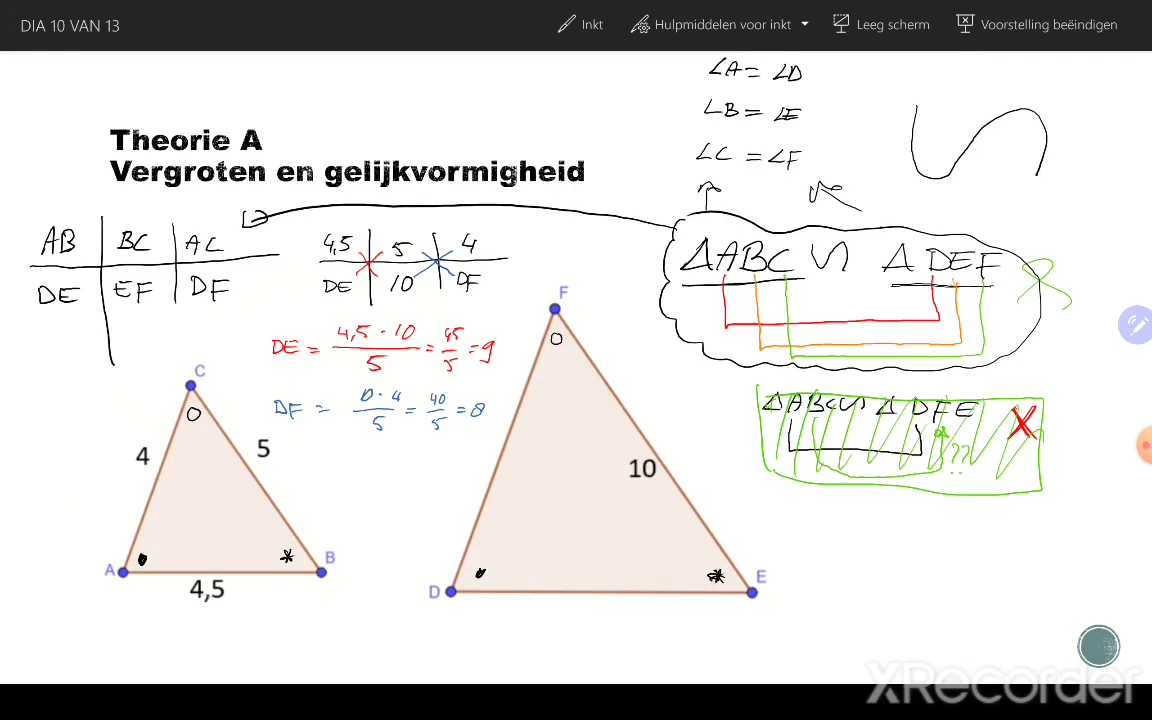 DIA 10 VAN 13
Inkt
Hulpmiddelen voor inkt
Leeg scherm
Voorstelling beëindigen
∠A = ∠D
∠B = ∠E
∠C = ∠F
Theorie A
Vergroten en gelijkvormigheid
AB BC AC
DE EF DF
4,5 5 4
DE 10 DF
ΔABC ∽ ΔDEF
DE = 4,5 · 10 / 5 = 45 / 5 = 9
DF = 10 · 4 / 5 = 40 / 5 = 8
ΔABC ∽ ΔDFE
??
C
4
5
A
B
4,5
F
10
D
E
XRecorder